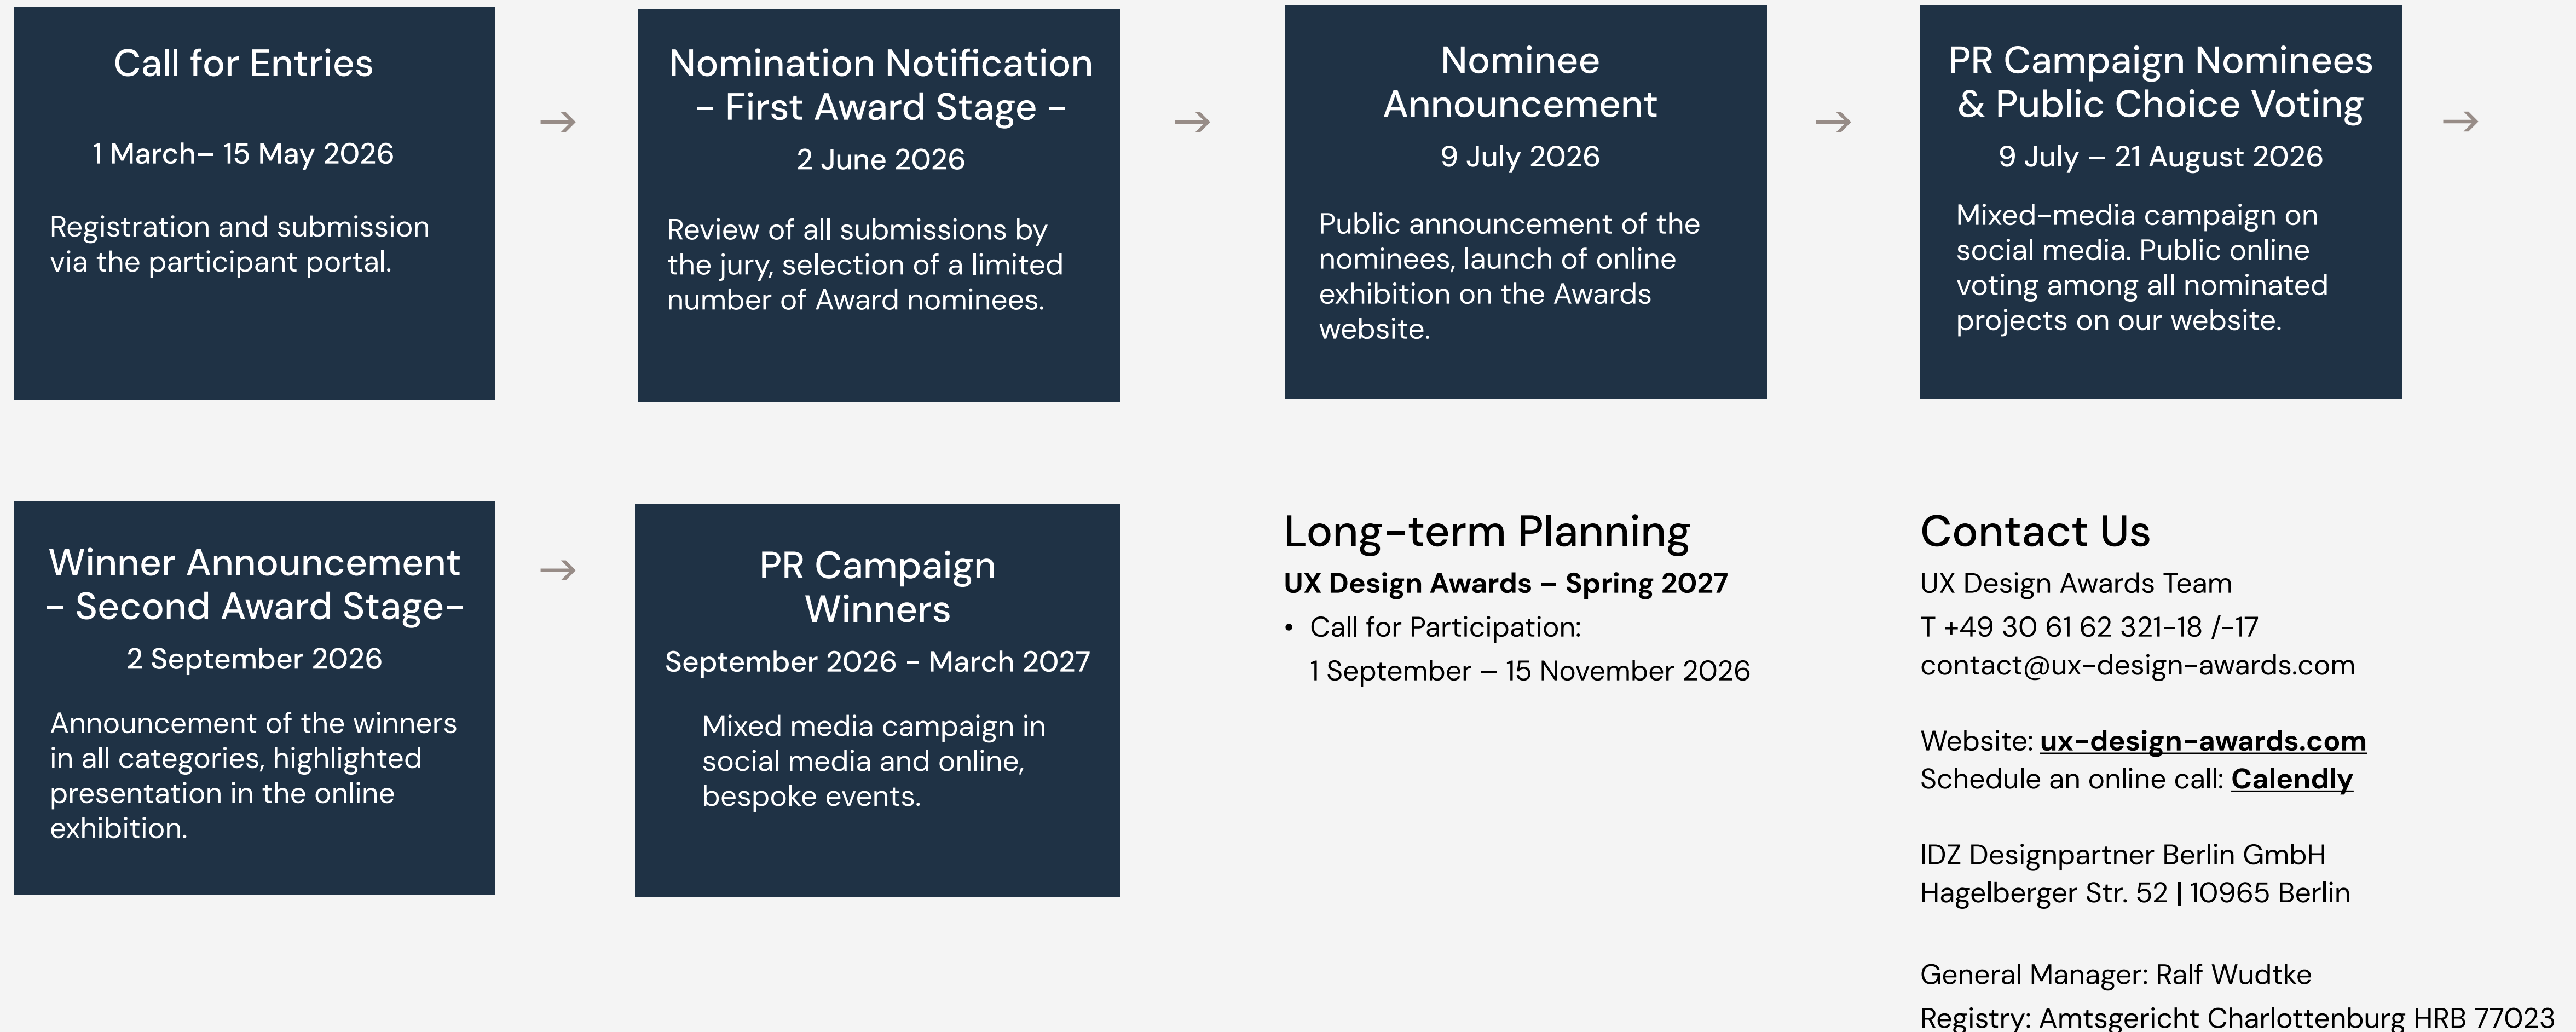 Call for Entries
1 March– 15 May 2026
Registration and submission
via the participant portal.
→
Nomination Notification
- First Award Stage -
2 June 2026
Review of all submissions by
the jury, selection of a limited
number of Award nominees.
→
Nominee
Announcement
9 July 2026
Public announcement of the
nominees, launch of online
exhibition on the Awards
website.
→
PR Campaign Nominees
& Public Choice Voting
9 July – 21 August 2026
Mixed-media campaign on
social media. Public online
voting among all nominated
projects on our website.
→
Winner Announcement
- Second Award Stage-
2 September 2026
Announcement of the winners
in all categories, highlighted
presentation in the online
exhibition.
→
PR Campaign
Winners
September 2026 - March 2027
Mixed media campaign in
social media and online,
bespoke events.
Long-term Planning
UX Design Awards – Spring 2027
• Call for Participation:
1 September – 15 November 2026
Contact Us
UX Design Awards Team
T +49 30 61 62 321-18 /-17
contact@ux-design-awards.com
Website: ux-design-awards.com
Schedule an online call: Calendly
IDZ Designpartner Berlin GmbH
Hagelberger Str. 52 | 10965 Berlin
General Manager: Ralf Wudtke
Registry: Amtsgericht Charlottenburg HRB 77023